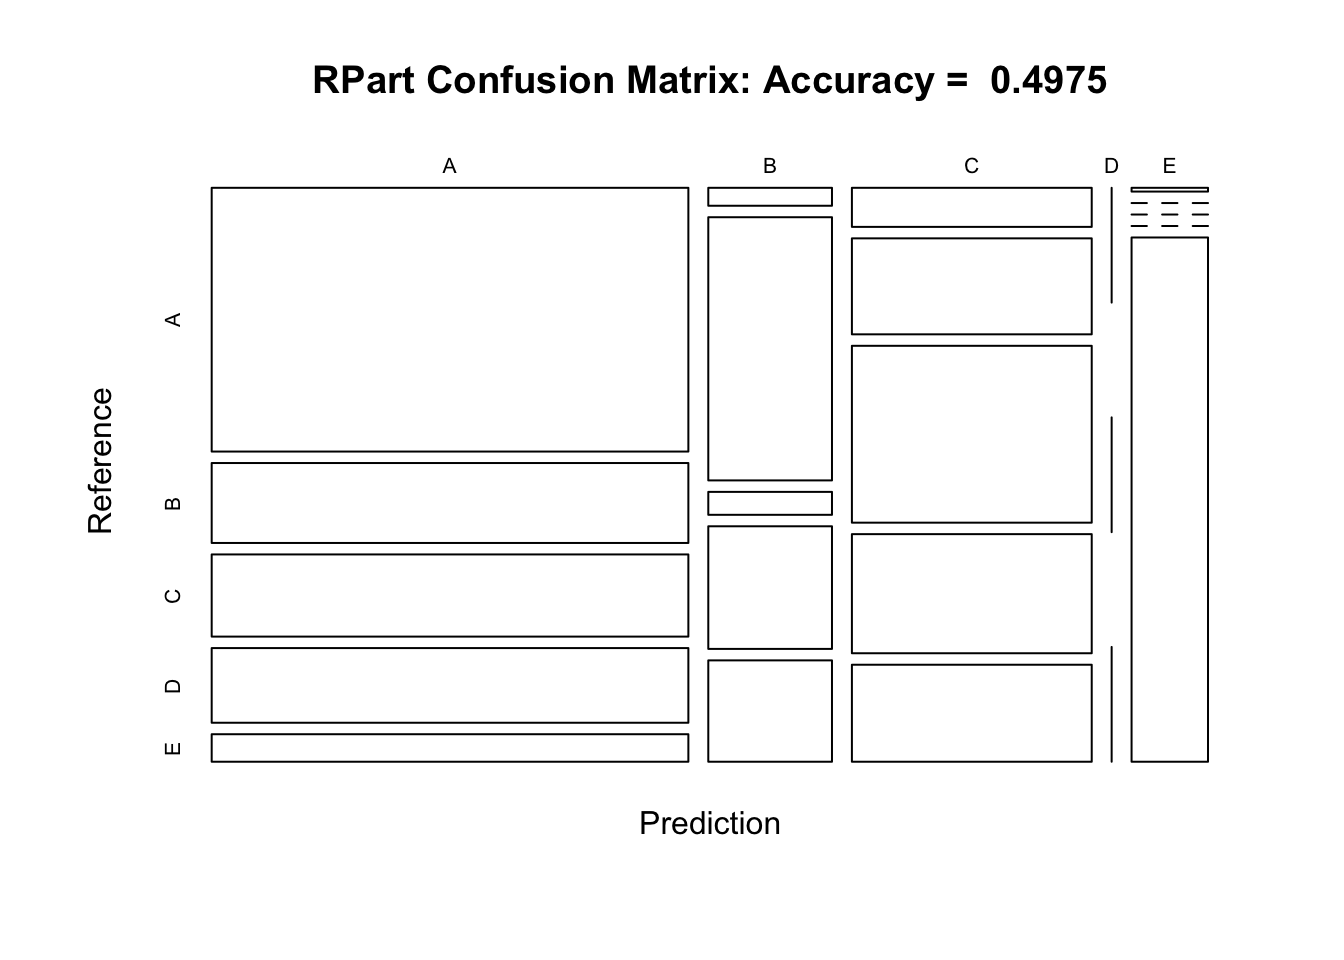 RPart Confusion Matrix: Accuracy =  0.4975
A B C D E
A
B
C
D
E
Reference
Prediction